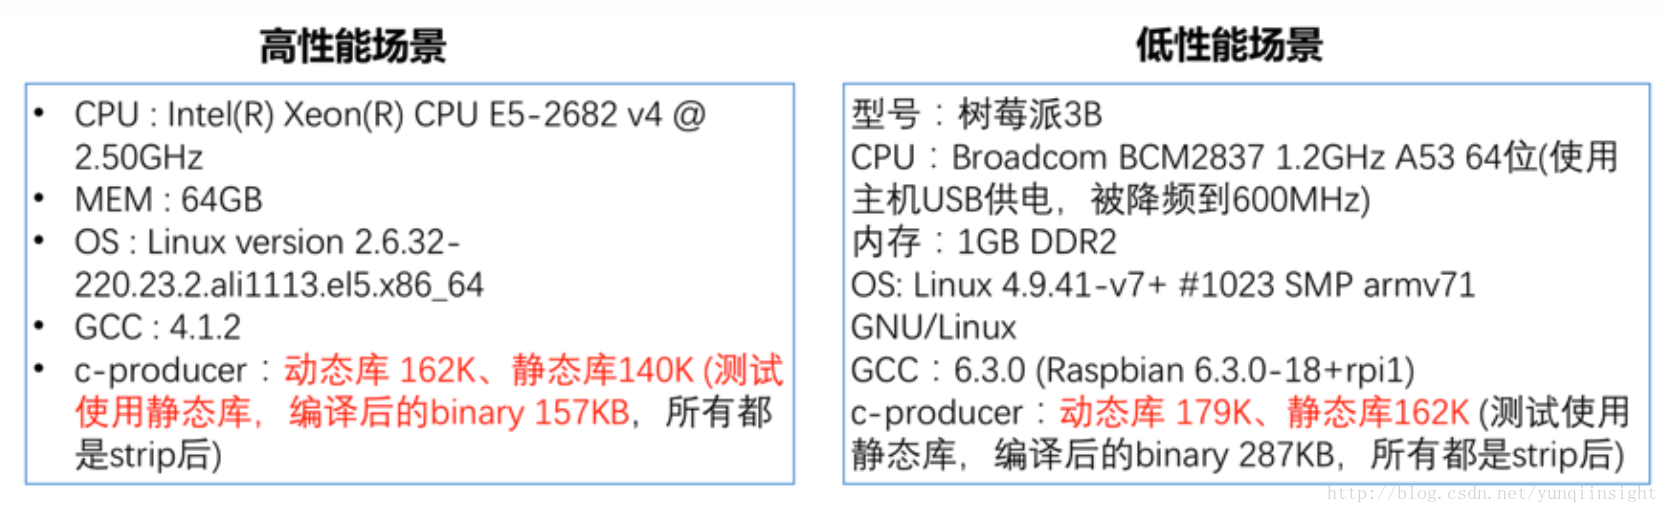 高性能场景
• CPU : Intel(R) Xeon(R) CPU E5-2682 v4 @
2.50GHz
• MEM : 64GB
• OS : Linux version 2.6.32-
220.23.2.ali1113.el5.x86_64
• GCC : 4.1.2
• c-producer：动态库 162K、静态库140K (测试
使用静态库，编译后的binary 157KB，所有都
是strip后)
低性能场景
型号：树莓派3B
CPU：Broadcom BCM2837 1.2GHz A53 64位(使用
主机USB供电，被降频到600MHz)
内存：1GB DDR2
OS: Linux 4.9.41-v7+ #1023 SMP armv71
GNU/Linux
GCC：6.3.0 (Raspbian 6.3.0-18+rpi1)
c-producer：动态库 179K、静态库162K (测试使用
静态库，编译后的binary 287KB，所有都是strip后)
http://blog.csdn.net/yunqiinsight